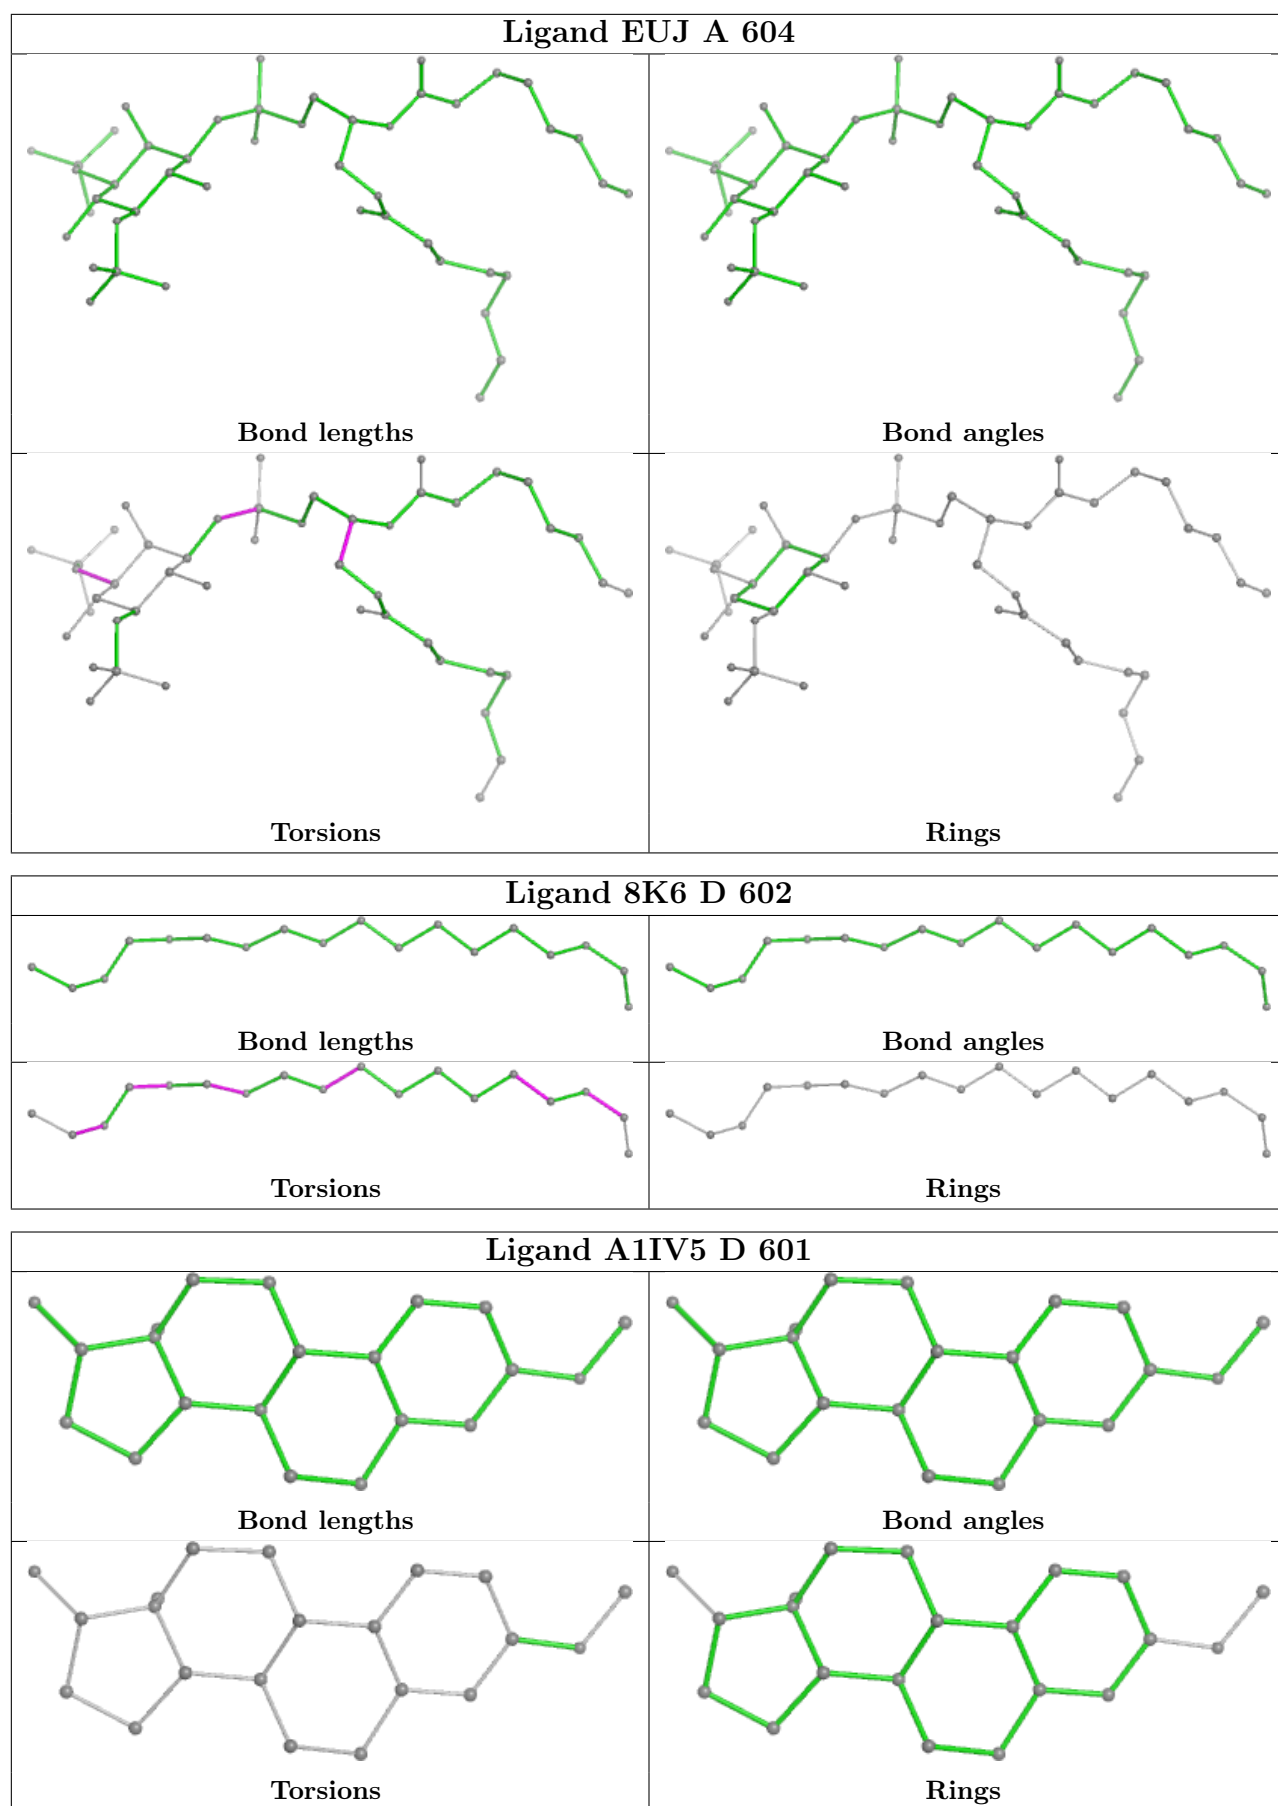 Ligand EUJ A 604
Bond lengths
Bond angles
Torsions
Rings
Ligand 8K6 D 602
Bond lengths
Bond angles
Torsions
Rings
Ligand A1IV5 D 601
Bond lengths
Bond angles
Torsions
Rings